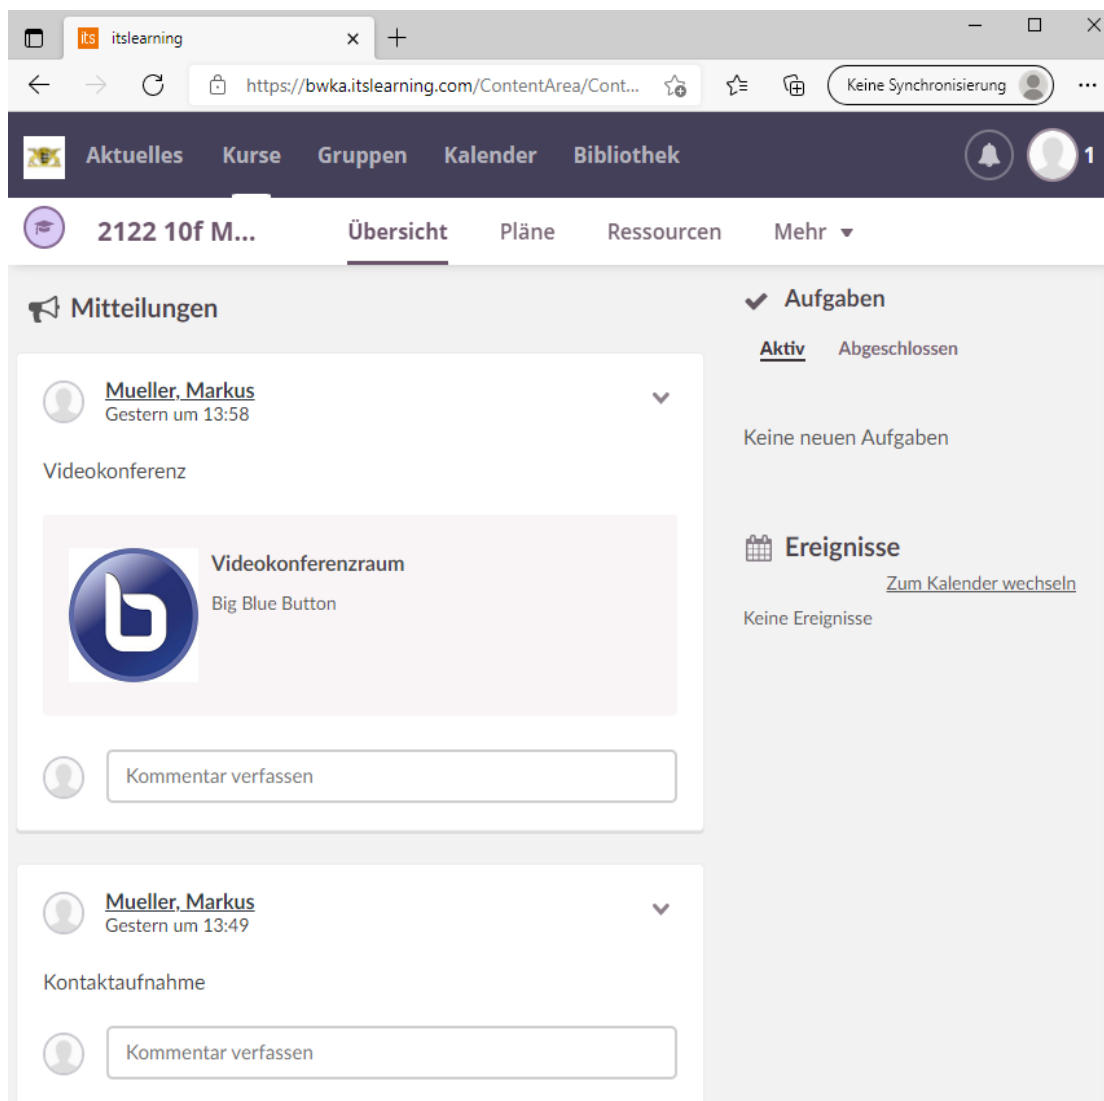 its itslearning
https://bwka.itslearning.com/ContentArea/Cont...
Keine Synchronisierung
Aktuelles Kurse Gruppen Kalender Bibliothek 1
2122 10f M... Übersicht Pläne Ressourcen Mehr
Mitteilungen
Mueller, Markus
Gestern um 13:58
Videokonferenz
b
Videokonferenzraum
Big Blue Button
Kommentar verfassen
Mueller, Markus
Gestern um 13:49
Kontaktaufnahme
Kommentar verfassen
Aufgaben
Aktiv Abgeschlossen
Keine neuen Aufgaben
Ereignisse
Zum Kalender wechseln
Keine Ereignisse